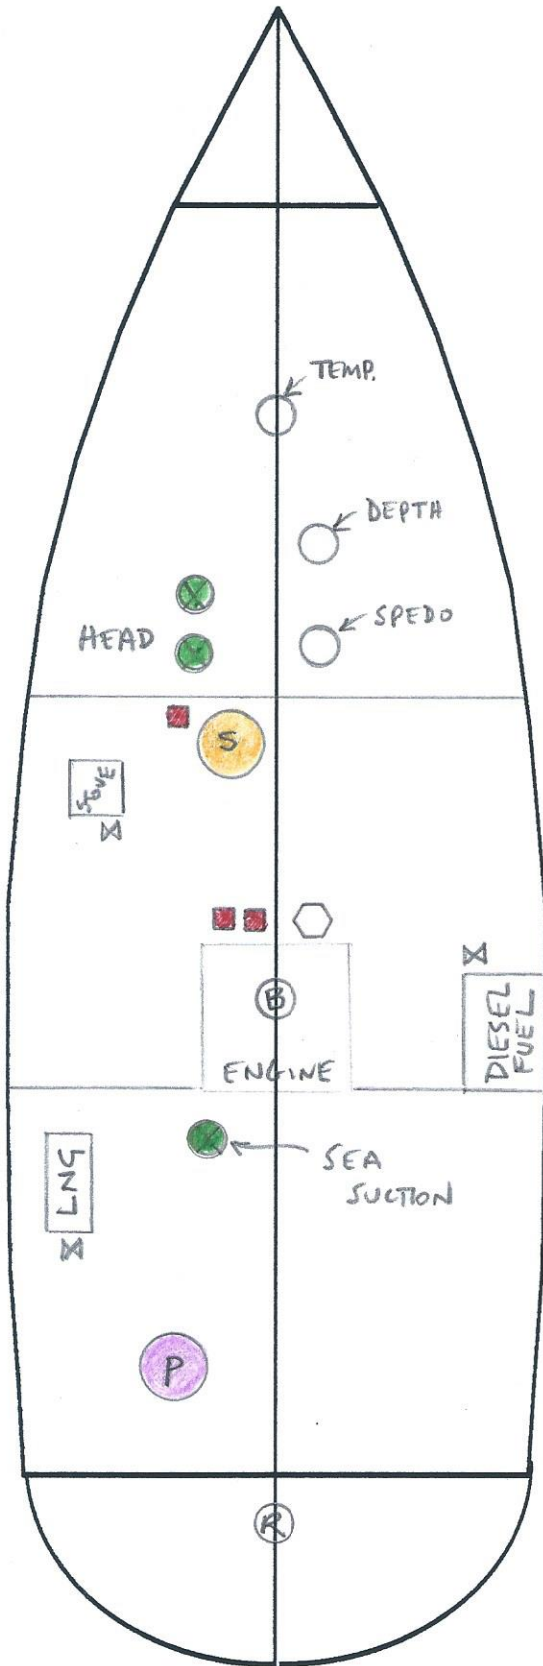 TEMP.
DEPTH
SPEDO
HEAD
S
STOVE
B
ENGINE
DIESEL
FUEL
LNG
SEA
SUCTION
P
R